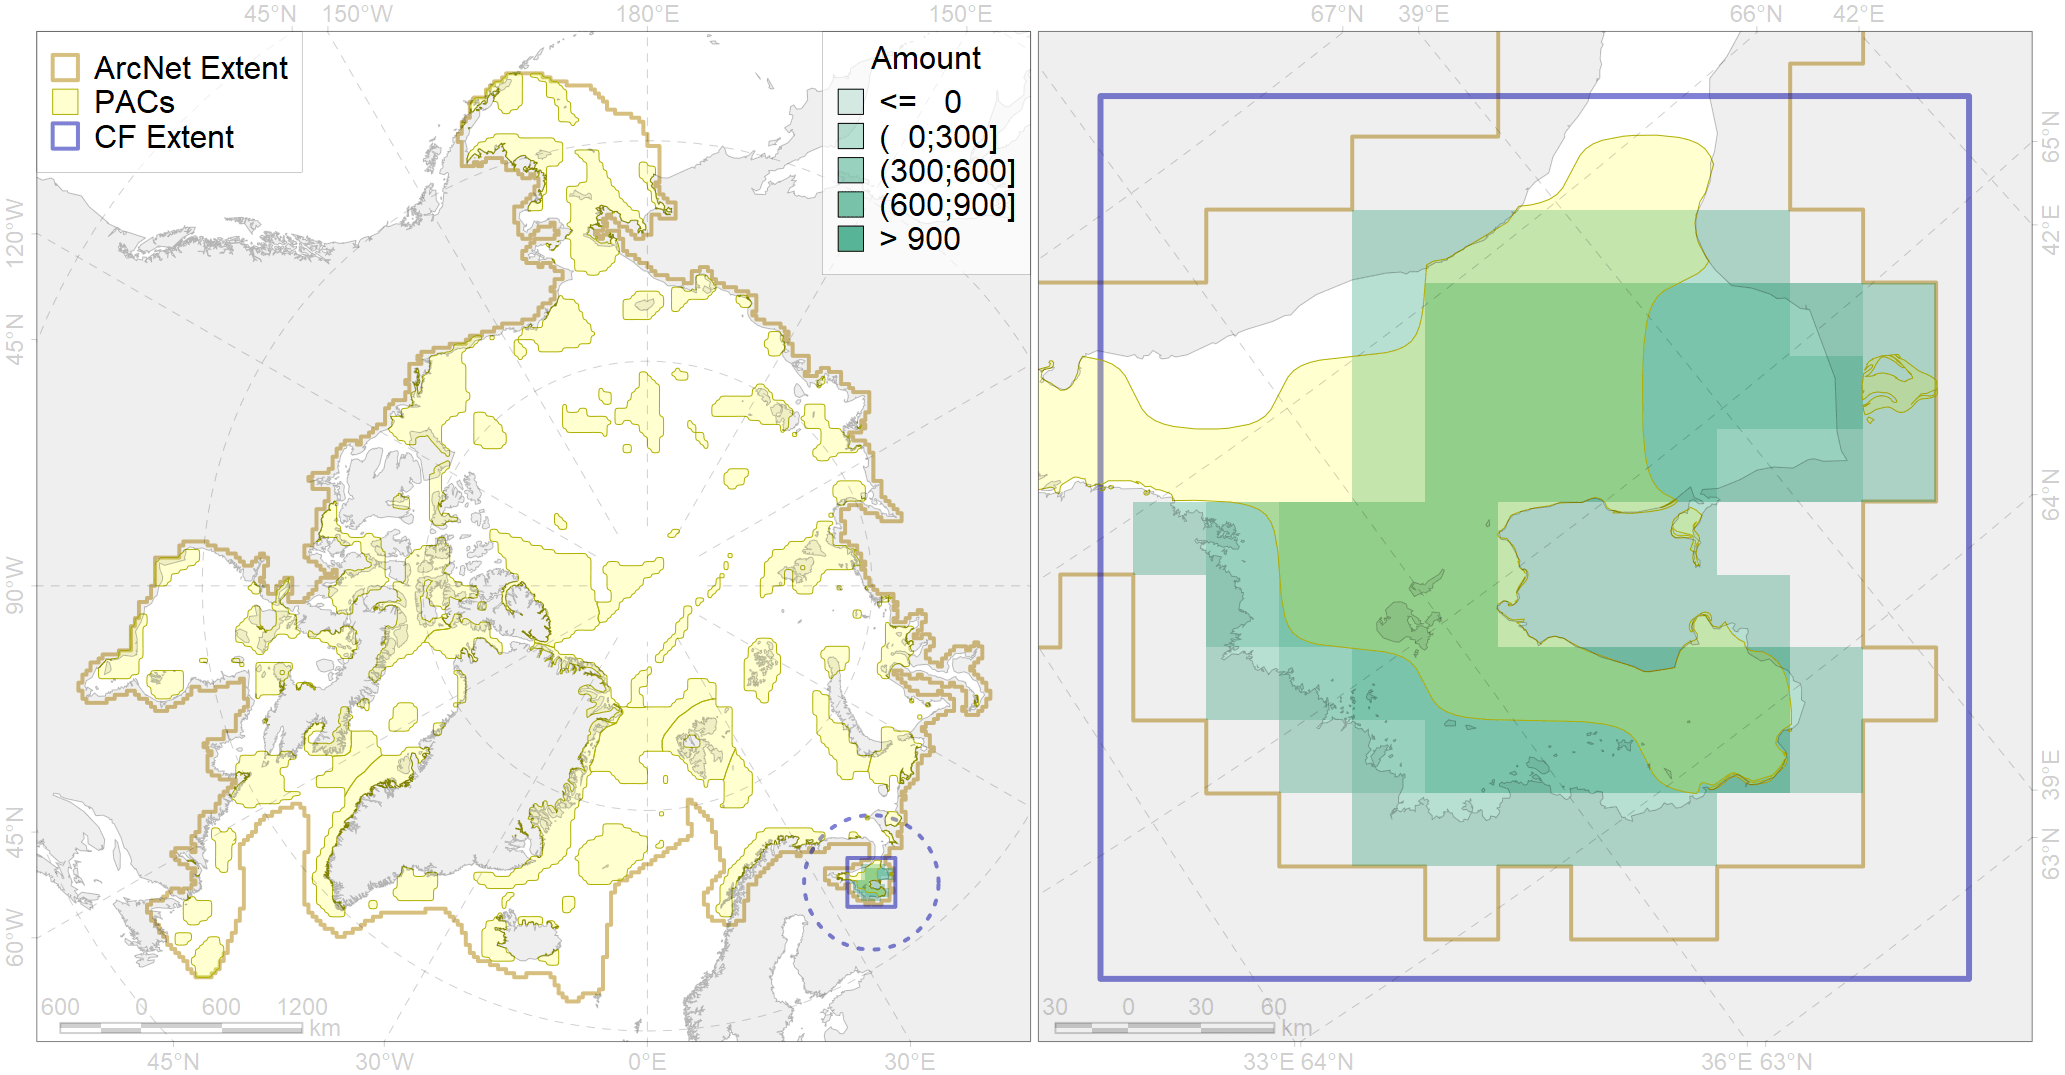 45°N 150°W 180°E 150°E 67°N 39°E 66°N 42°E
ArcNet Extent
PACs
CF Extent
Amount
<= 0
( 0;300]
(300;600]
(600;900]
> 900
120°W
45°N
90°W
45°N
60°W
65°N
42°E
64°N
39°E
63°N
600 0 600 1200
km
30 0 30 60
km
45°N 30°W 0°E 30°E 33°E 64°N 36°E 63°N